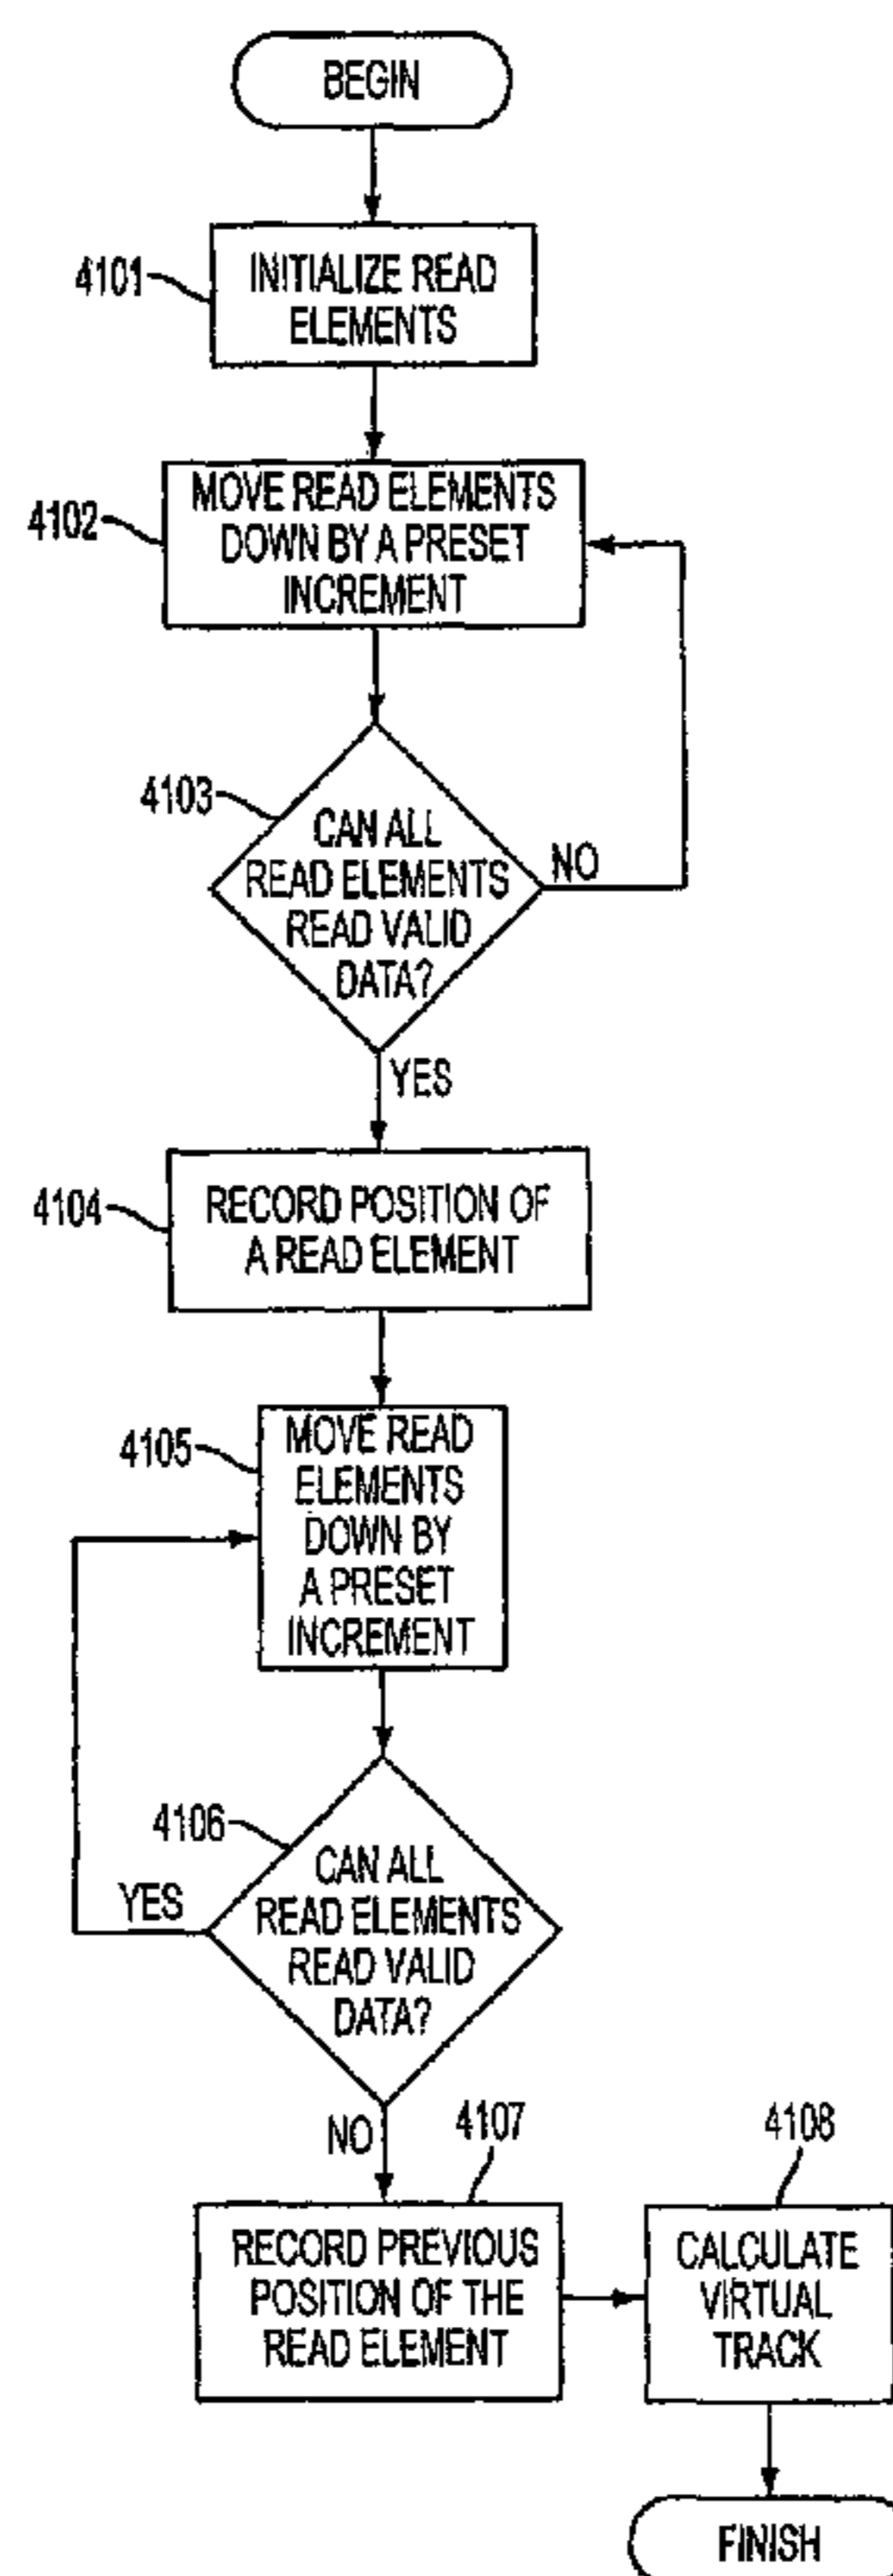 BEGIN
4101
INITIALIZE READ
ELEMENTS
4102
MOVE READ ELEMENTS
DOWN BY A PRESET
INCREMENT
4103
CAN ALL
READ ELEMENTS
READ VALID
DATA?
NO
YES
4104
RECORD POSITION OF
A READ ELEMENT
4105
MOVE READ
ELEMENTS
DOWN BY
A PRESET
INCREMENT
4106
CAN ALL
READ ELEMENTS
READ VALID
DATA?
YES
NO
4107
RECORD PREVIOUS
POSITION OF THE
READ ELEMENT
4108
CALCULATE
VIRTUAL
TRACK
FINISH